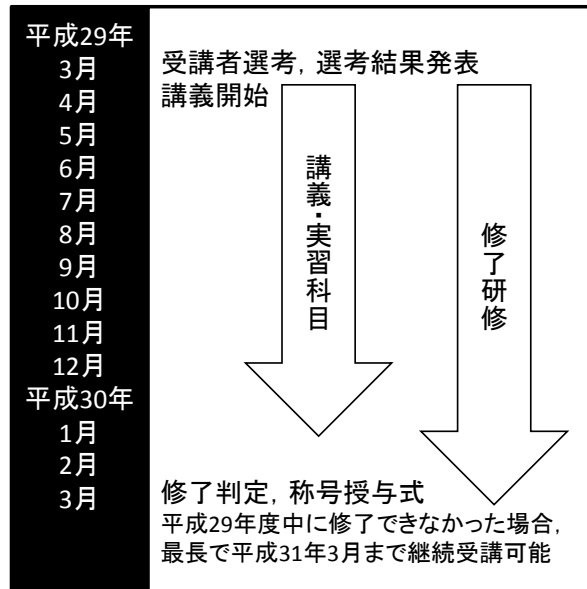 平成29年
3月
4月
5月
6月
7月
8月
9月
10月
11月
12月
平成30年
1月
2月
3月
受講者選考, 選考結果発表
講義開始
講義・実習科目
修了研修
修了判定, 称号授与式
平成29年度中に修了できなかった場合,
最長で平成31年3月まで継続受講可能